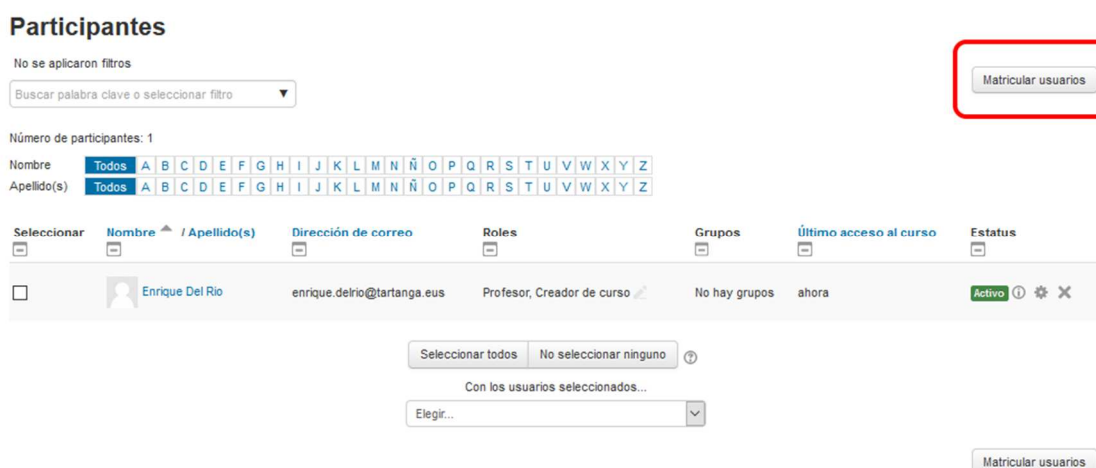 Participantes
No se aplicaron filtros
Matricular usuarios
Buscar palabra clave o seleccionar filtro ▼
Número de participantes: 1
Nombre Todos A B C D E F G H I J K L M N Ñ O P Q R S T U V W X Y Z
Apellido(s) Todos A B C D E F G H I J K L M N Ñ O P Q R S T U V W X Y Z
Seleccionar Nombre / Apellido(s) Dirección de correo Roles Grupos Último acceso al curso Estatus
Enrique Del Rio enrique.delrio@tartanga.eus Profesor, Creador de curso No hay grupos ahora Activo
Seleccionar todos No seleccionar ninguno
Con los usuarios seleccionados...
Elegir...
Matricular usuarios